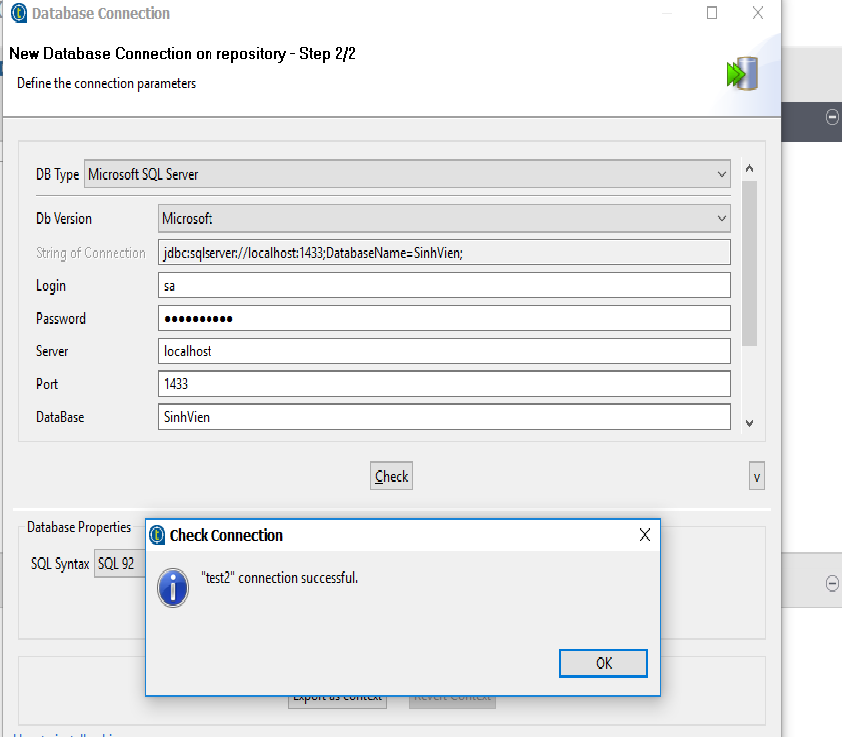 Database Connection
New Database Connection on repository - Step 2/2
Define the connection parameters
DB Type Microsoft SQL Server
Db Version Microsoft
String of Connection jdbc:sqlserver://localhost:1433;DatabaseName=SinhVien;
Login sa
Password ●●●●●●●●●●
Server localhost
Port 1433
DataBase SinhVien
Check v
Database Properties
SQL Syntax SQL 92
Check Connection
"test2" connection successful.
OK
Export as context Revert Context